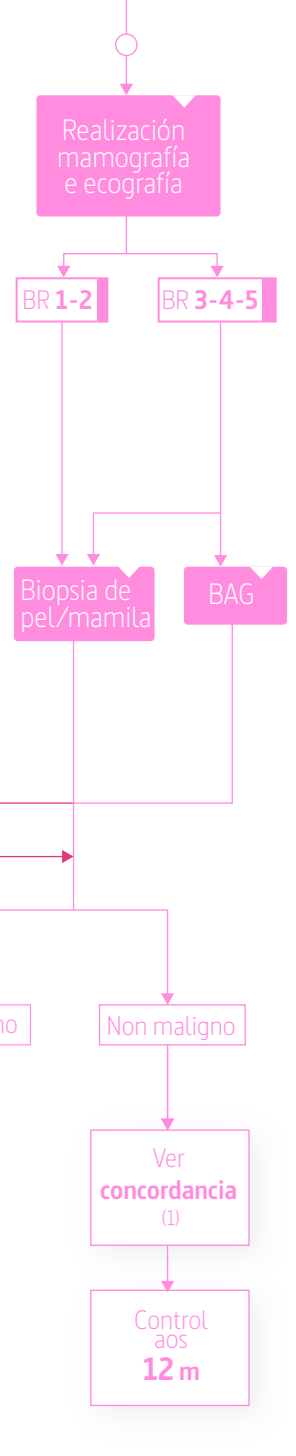 Realización
mamografía
e ecografía
BR 1-2
BR 3-4-5
Biopsia de
pel/mamila
BAG
no
Non maligno
Ver
concordancia
(1)
Control
aos
12 m